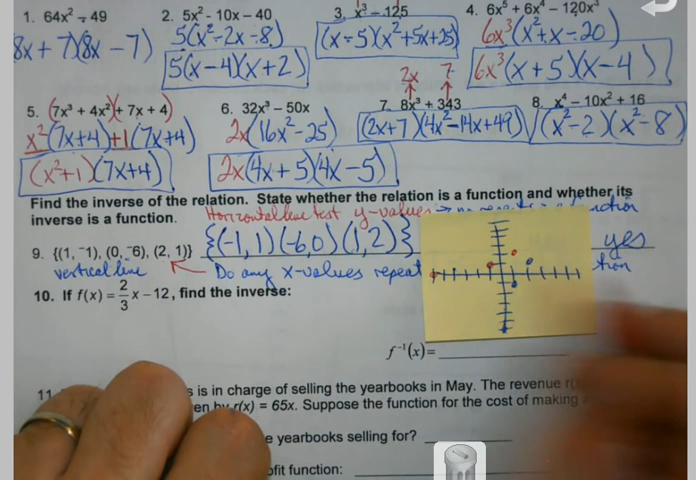 1. 64x² - 49   2. 5x² - 10x - 40   3. x³ - 125   4. 6x⁵ + 6x⁴ - 120x³
8x + 7)(8x - 7)   5(x²-2x-8)   (x-5)(x²+5x+25)   6x³(x²+x-20)
5(x-4)(x+2)   6x³(x+5)(x-4)
2x 7
5. (7x³ + 4x²)(+ 7x + 4)   6. 32x³ - 50x   7. 8x³ + 343   8. x⁴ - 10x² + 16
x²(7x+4)+1(7x+4)   2x(16x²-25)   (2x+7)(4x²-14x+49)   (x²-2)(x²-8)
(x²+1)(7x+4)   2x(4x+5)(4x-5)
Find the inverse of the relation. State whether the relation is a function and whether its
inverse is a function. Horizontal line test y-values
9. {(1, ⁻1), (0, ⁻6), (2, 1)} {(-1, 1)(-6,0)(1,2)} yes
vertical line Do any x-values repeat
10. If f(x) = 2/3 x - 12, find the inverse:
f⁻¹(x)=
11. s is in charge of selling the yearbooks in May. The revenue
en by r(x) = 65x. Suppose the function for the cost of making
e yearbooks selling for?
ofit function: